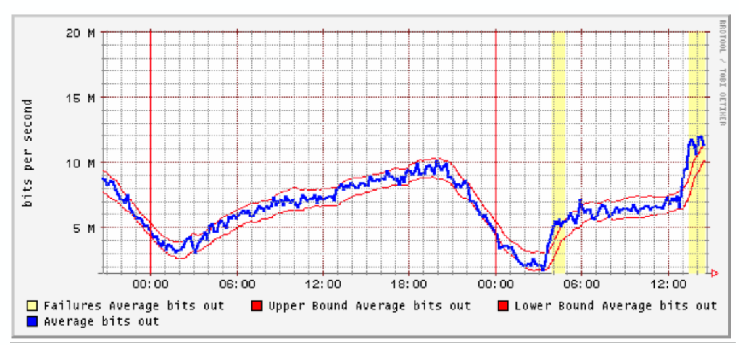 20 M
15 M
10 M
5 M
bits per second
RRDTOOL / TOBI OETIKER
00:00 06:00 12:00 18:00 00:00 06:00 12:00
Failures Average bits out Upper Bound Average bits out Lower Bound Average bits out
Average bits out